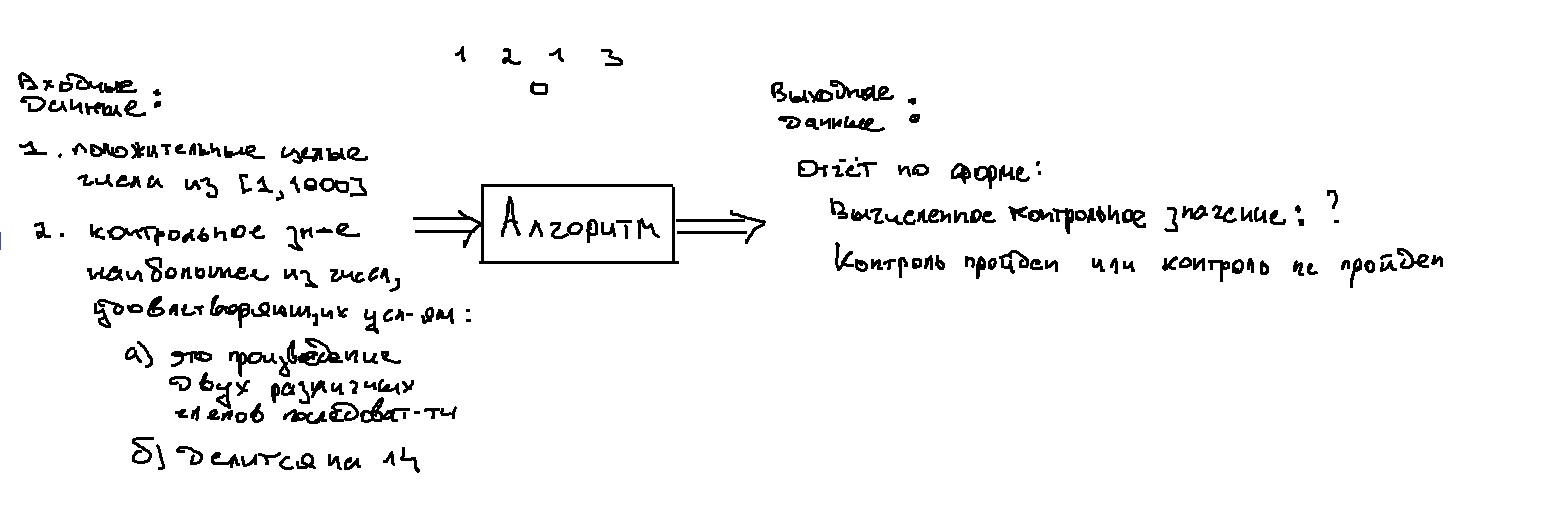 1 2 1 3
Входные
Данные:
1. положительные целые
числа из [1, 1000]
2. контрольное зн-е
наибольшее из чисел,
удовлетворяющих усл-ям:
а) это произведение
двух различных
членов последоват-ти
б) Делится на 14
Алгоритм
Выходные
данные:
Отчёт по форме:
Вычисленное контрольное значение: ?
Контроль пройден или контроль не пройден